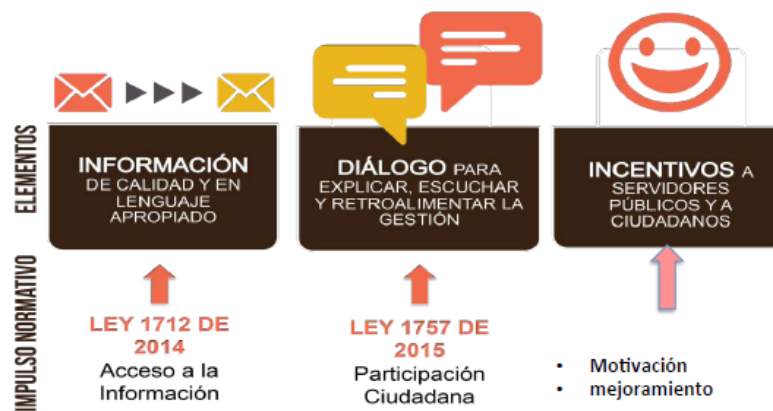 ELEMENTOS
INFORMACIÓN
DE CALIDAD Y EN
LENGUAJE
APROPIADO
DIÁLOGO PARA
EXPLICAR, ESCUCHAR
Y RETROALIMENTAR LA
GESTIÓN
INCENTIVOS A
SERVIDORES
PÚBLICOS Y A
CIUDADANOS
IMPULSO NORMATIVO
LEY 1712 DE
2014
Acceso a la
Información
LEY 1757 DE
2015
Participación
Ciudadana
• Motivación
• mejoramiento